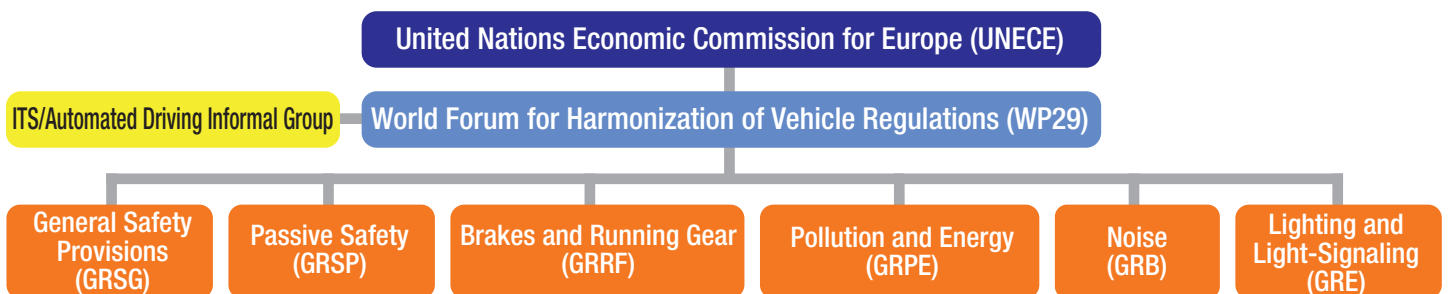 United Nations Economic Commission for Europe (UNECE)
ITS/Automated Driving Informal Group
World Forum for Harmonization of Vehicle Regulations (WP29)
General Safety
Provisions
(GRSG)
Passive Safety
(GRSP)
Brakes and Running Gear
(GRRF)
Pollution and Energy
(GRPE)
Noise
(GRB)
Lighting and
Light-Signaling
(GRE)